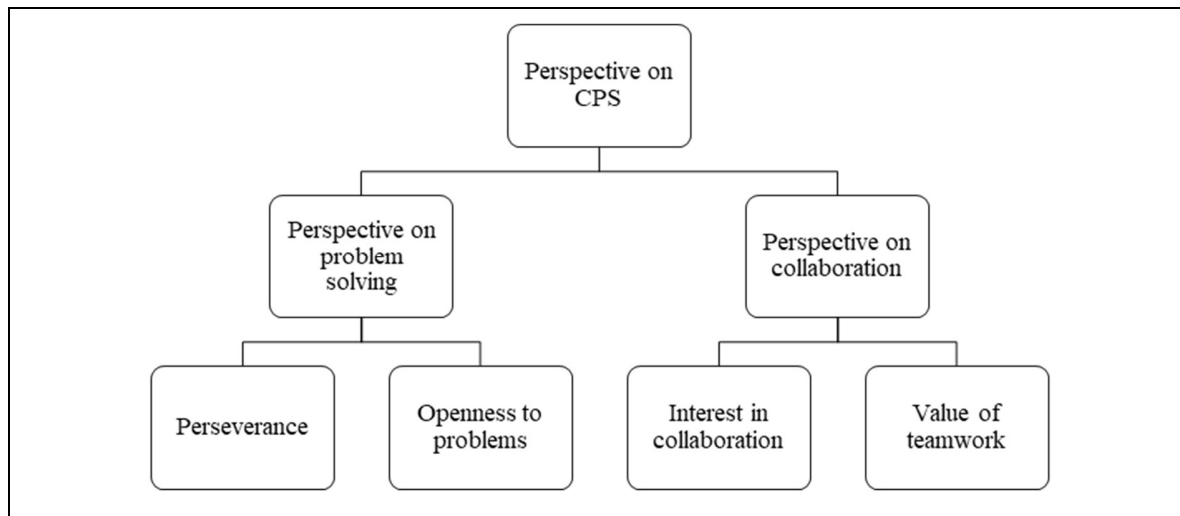 Perspective on
CPS
Perspective on
problem
solving
Perspective on
collaboration
Perseverance
Openness to
problems
Interest in
collaboration
Value of
teamwork